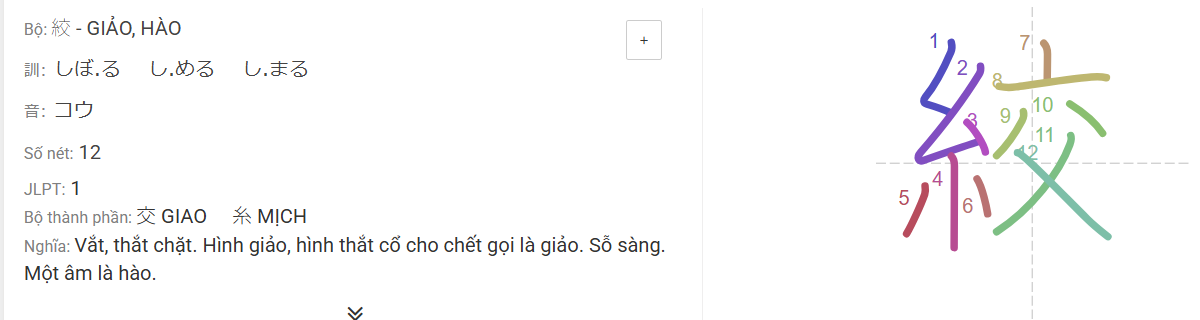 Bộ: 絞 - GIẢO, HÀO
+
訓: しぼ.る し.める し.まる
音: コウ
Số nét: 12
JLPT: 1
Bộ thành phần: 交 GIAO 糸 MỊCH
Nghĩa: Vắt, thắt chặt. Hình giảo, hình thắt cổ cho chết gọi là giảo. Sỗ sàng.
Một âm là hào.
絞
1
2
3
4
5
6
7
8
9
10
11
12